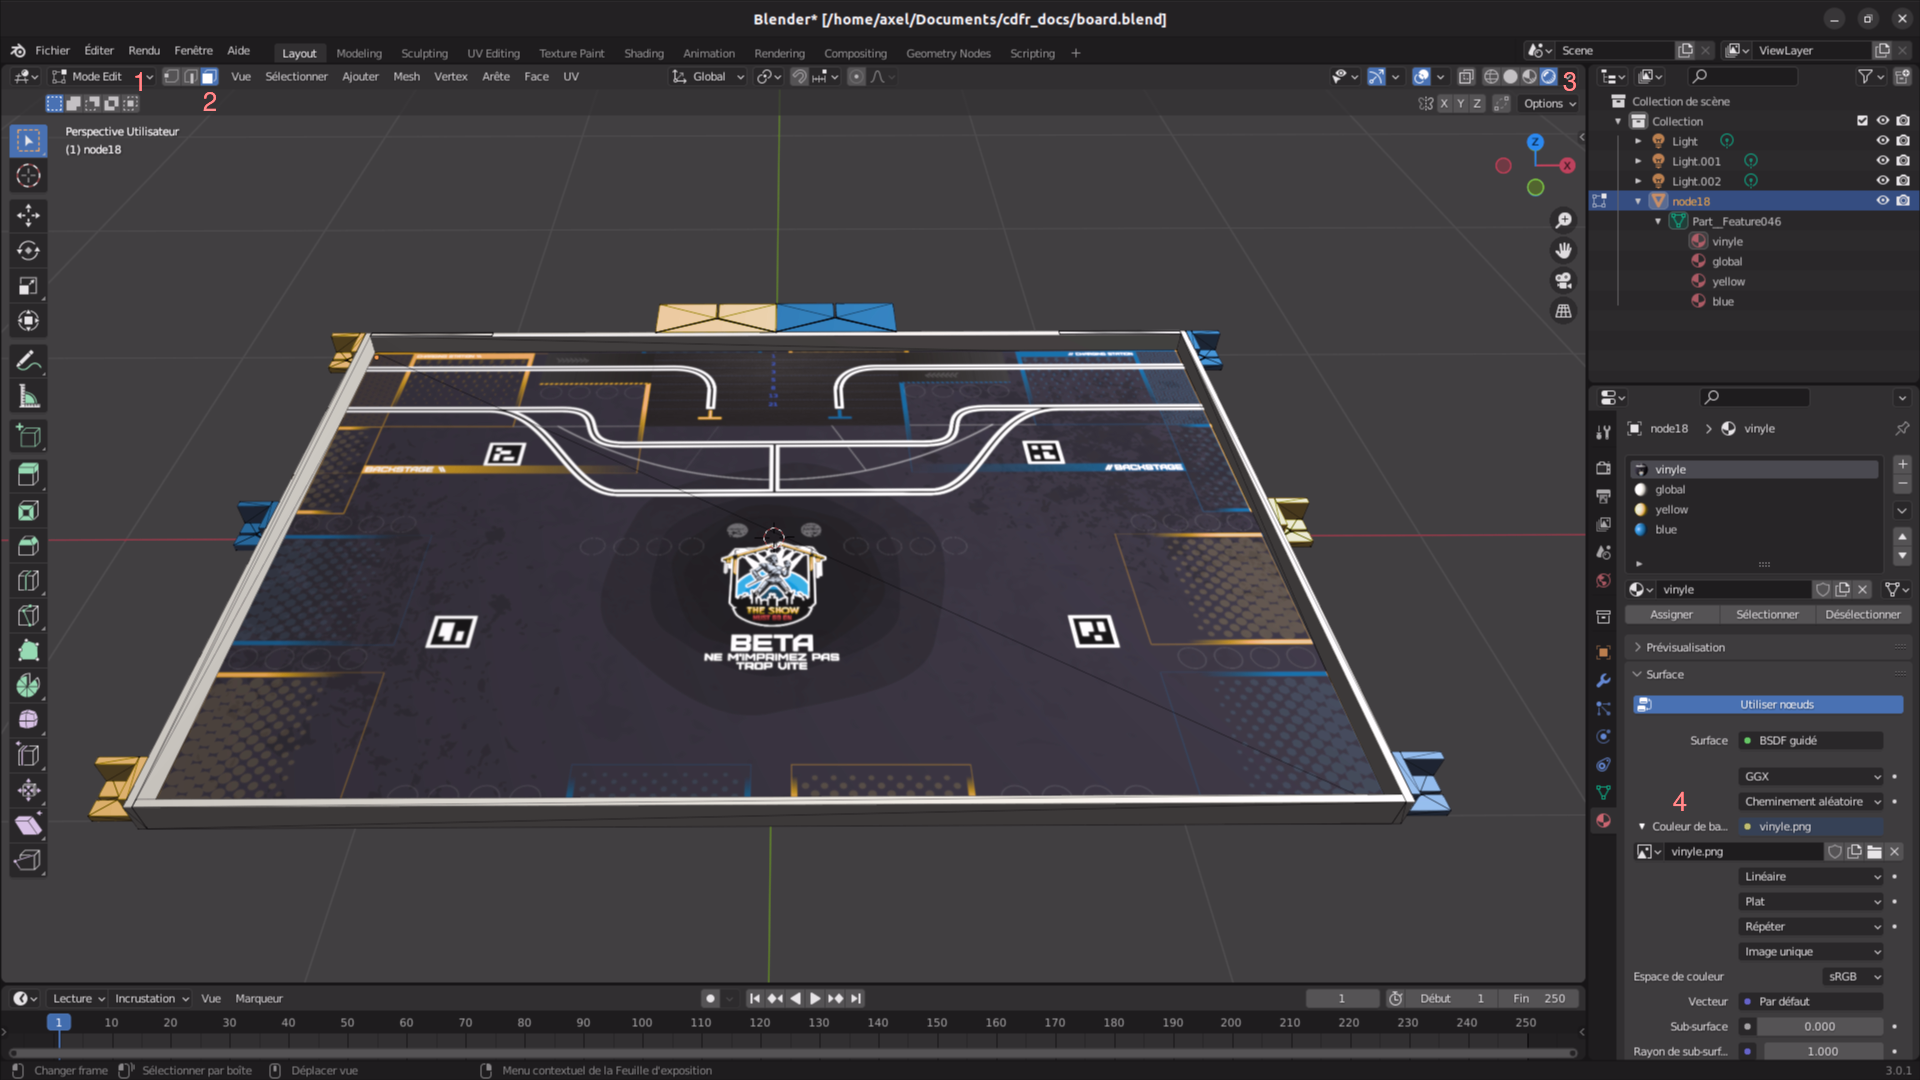 Blender* [/home/axel/Documents/cdfr_docs/board.blend]
Fichier Éditer Rendu Fenêtre Aide Layout Modeling Sculpting UV Editing Texture Paint Shading Animation Rendering Compositing Geometry Nodes Scripting + Scene ViewLayer
Mode Edit 1 Vue Sélectionner Ajouter Mesh Vertex Arête Face UV Global 3
2 X Y Z Options
Perspective Utilisateur
(1) node18
Z
X
Collection de scène
Collection
Light
Light.001
Light.002
node18
Part__Feature046
vinyle
global
yellow
blue
BACKSTAGE
BACKSTAGE
THE SHOW
BETA
NE M'IMPRIMEZ PAS
TROP VITE
node18 > vinyle
vinyle
global
yellow
blue
vinyle
Assigner Sélectionner Désélectionner
Prévisualisation
Surface
Utiliser nœuds
Surface BSDF guidé
GGX
4 Cheminement aléatoire
Couleur de ba... vinyle.png
vinyle.png
Linéaire
Plat
Répéter
Image unique
Espace de couleur sRGB
Vecteur Par défaut
Sub-surface 0.000
Rayon de sub-surf... 1.000
Lecture Incrustation Vue Marqueur 1 Début 1 Fin 250
1 10 20 30 40 50 60 70 80 90 100 110 120 130 140 150 160 170 180 190 200 210 220 230 240 250
Changer frame Sélectionner par boîte Déplacer vue Menu contextuel de la Feuille d'exposition 3.0.1